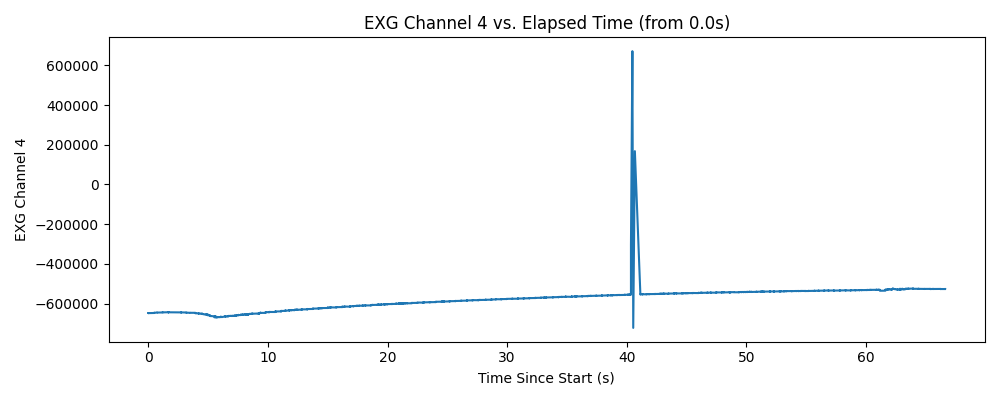 EXG Channel 4 vs. Elapsed Time (from 0.0s)
600000
400000
200000
0
−200000
−400000
−600000
EXG Channel 4
0 10 20 30 40 50 60
Time Since Start (s)